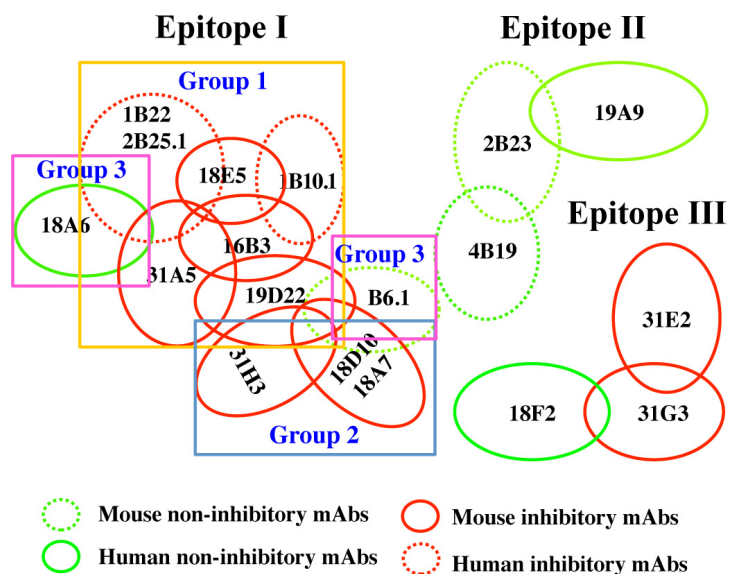 Epitope I
Epitope II
Group 1
1B22
2B25.1
18E5
1B10.1
Group 3
18A6
16B3
31A5
19D22
Group 3
B6.1
31H3
18D10
18A7
Group 2
2B23
19A9
4B19
Epitope III
31E2
18F2
31G3
Mouse non-inhibitory mAbs
Mouse inhibitory mAbs
Human non-inhibitory mAbs
Human inhibitory mAbs